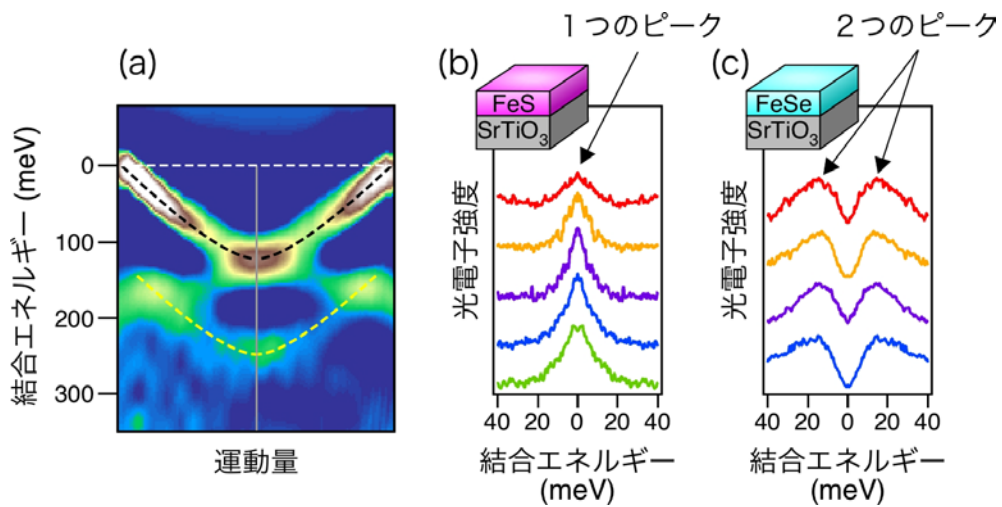 1つのピーク
2つのピーク
(a)
(b)
(c)
FeS
SrTiO3
FeSe
SrTiO3
結合エネルギー (meV)
0
100
200
300
運動量
光電子強度
40 20 0 20 40
結合エネルギー
(meV)
光電子強度
40 20 0 20 40
結合エネルギー
(meV)